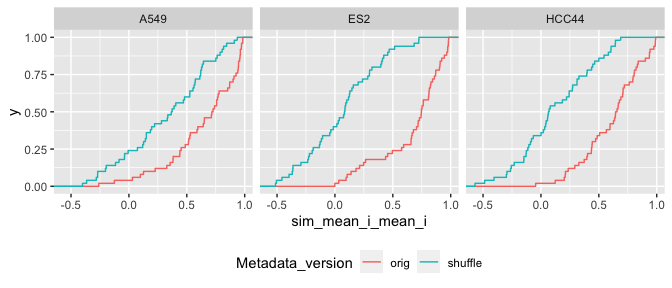 A549 ES2 HCC44
1.00
0.75
0.50
0.25
0.00
y
-0.5 0.0 0.5 1.0 -0.5 0.0 0.5 1.0 -0.5 0.0 0.5 1.0
sim_mean_i_mean_i
Metadata_version orig shuffle